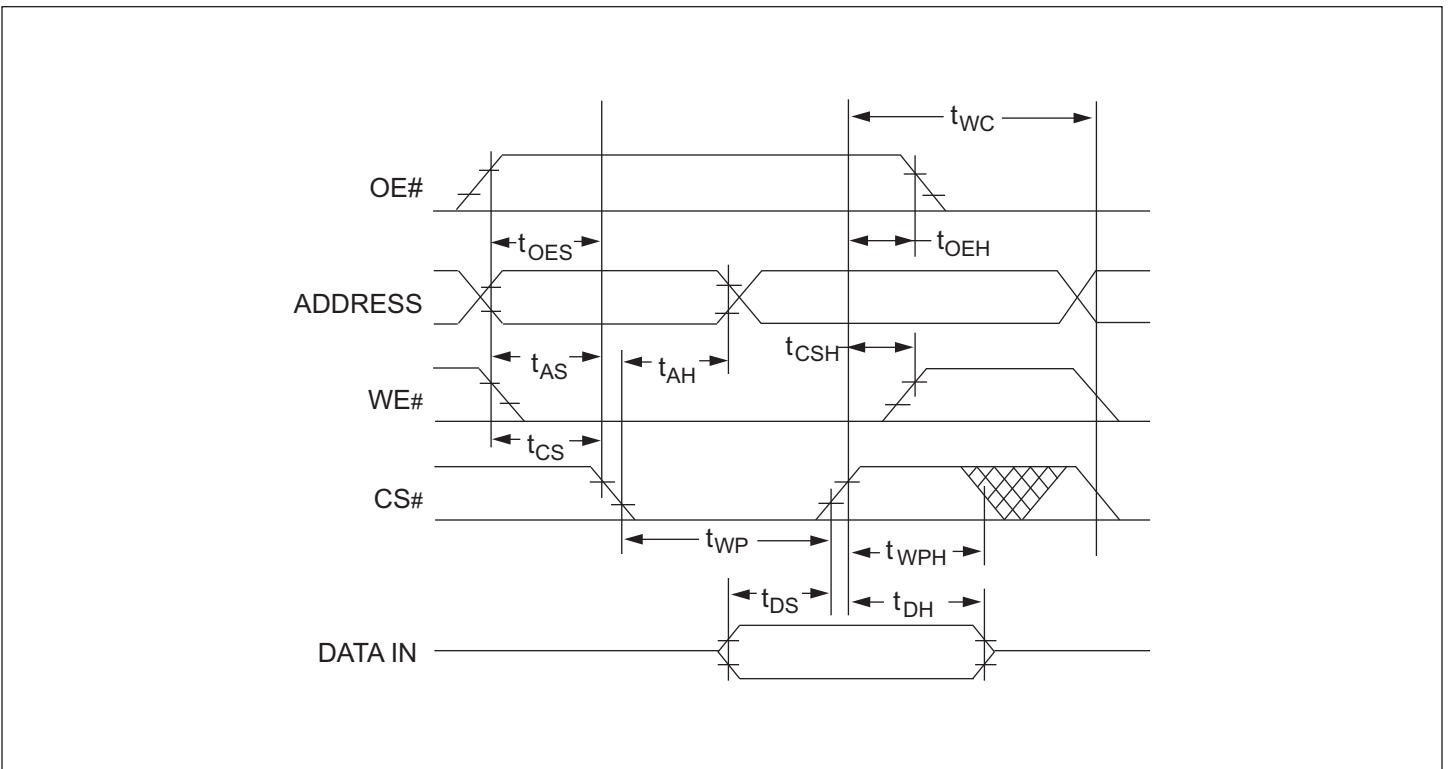 tWC
OE#
tOES
tOEH
ADDRESS
tCSH
tAS
tAH
WE#
tCS
CS#
tWP
tWPH
tDS
tDH
DATA IN